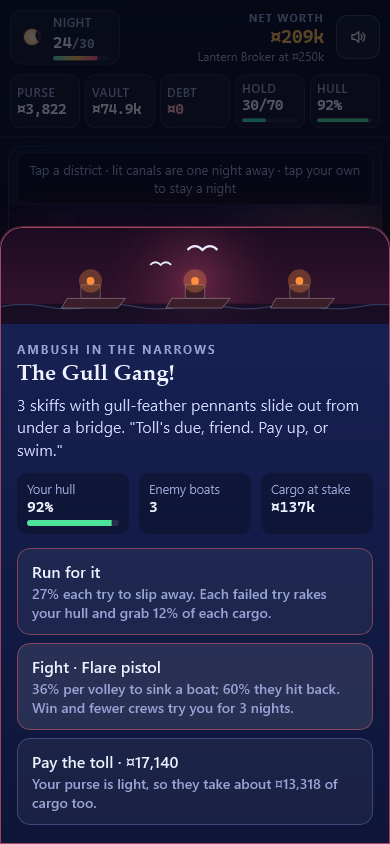 NIGHT
24/30
NET WORTH
¤209k
Lantern Broker at ¤250k
PURSE
¤3,822
VAULT
¤74.9k
DEBT
¤0
HOLD
30/70
HULL
92%
Tap a district · lit canals are one night away · tap your own
to stay a night
AMBUSH IN THE NARROWS
The Gull Gang!
3 skiffs with gull-feather pennants slide out from
under a bridge. "Toll's due, friend. Pay up, or
swim."
Your hull
92%
Enemy boats
3
Cargo at stake
¤137k
Run for it
27% each try to slip away. Each failed try rakes
your hull and grab 12% of each cargo.
Fight · Flare pistol
36% per volley to sink a boat; 60% they hit back.
Win and fewer crews try you for 3 nights.
Pay the toll · ¤17,140
Your purse is light, so they take about ¤13,318 of
cargo too.